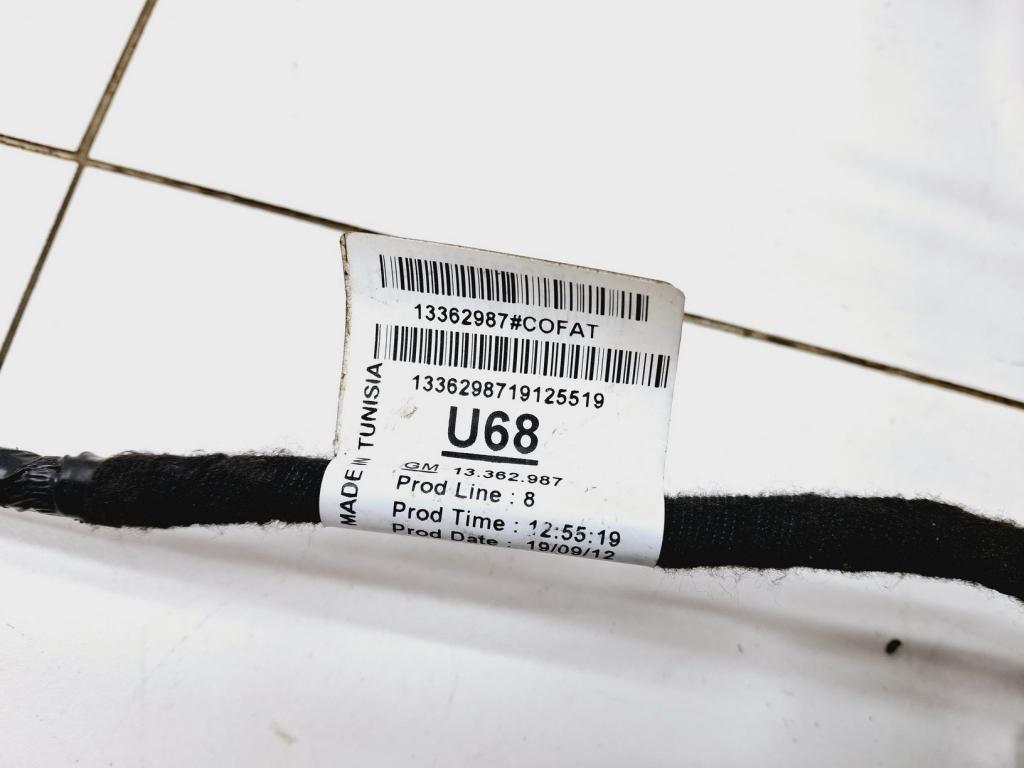 13362987#COFAT
1336298719125519
MADE IN TUNISIA
U68
GM 13.362.987
Prod Line : 8
Prod Time : 12:55:19
Prod Date : 19/09/12